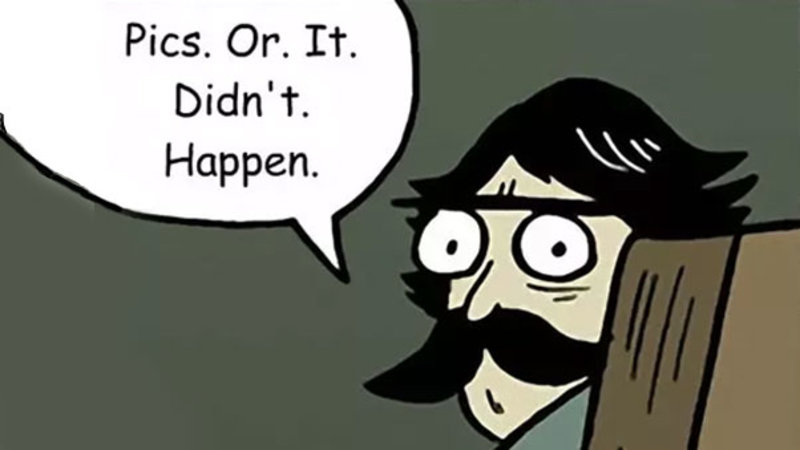 Pics. Or. It.
Didn't.
Happen.